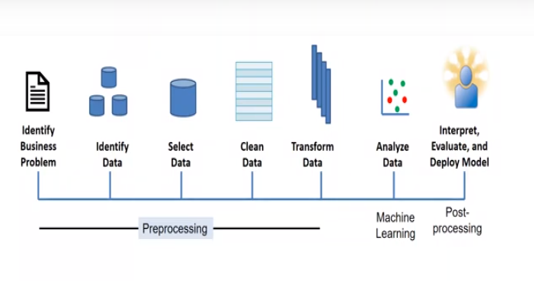 Identify
Business
Problem
Identify
Data
Select
Data
Clean
Data
Transform
Data
Analyze
Data
Interpret,
Evaluate, and
Deploy Model
Preprocessing
Machine
Learning
Post-
processing